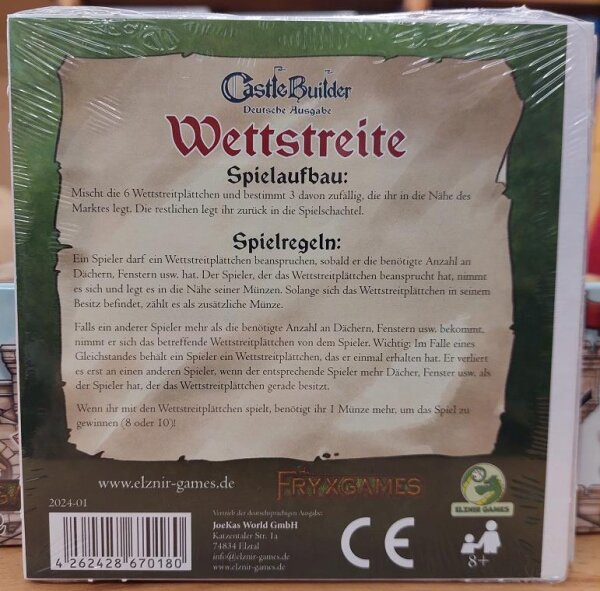 Castle Builder
Deutsche Ausgabe
Wettstreite
Spielaufbau:
Mischt die 6 Wettstreitplättchen und bestimmt 3 davon zufällig, die ihr in die Nähe des
Marktes legt. Die restlichen legt ihr zurück in die Spielschachtel.
Spielregeln:
Ein Spieler darf ein Wettstreitplättchen beanspruchen, sobald er die benötigte Anzahl an
Dächern, Fenstern usw. hat. Der Spieler, der das Wettstreitplättchen beansprucht hat, nimmt
es sich und legt es in die Nähe seiner Münzen. Solange sich das Wettstreitplättchen in seinem
Besitz befindet, zählt es als zusätzliche Münze.
Falls ein anderer Spieler mehr als die benötigte Anzahl an Dächern, Fenstern usw. bekommt,
nimmt er sich das betreffende Wettstreitplättchen von dem Spieler. Wichtig: Im Falle eines
Gleichstandes behält ein Spieler ein Wettstreitplättchen, das er einmal erhalten hat. Er verliert
es erst an einen anderen Spieler, wenn der entsprechende Spieler mehr Dächer, Fenster usw. als
der Spieler hat, der das Wettstreitplättchen gerade besitzt.
Wenn ihr mit den Wettstreitplättchen spielt, benötigt ihr 1 Münze mehr, um das Spiel zu
gewinnen (8 oder 10)!
www.elznir-games.de
FRYXGAMES
ELZNIR GAMES
2024-01
Vertrieb der deutschsprachigen Ausgabe:
JoeKas World GmbH
Katzentaler Str. 1a
74834 Elztal
info@elznir-games.de
www.elznir-games.de
CE
8+
4 262428 670180